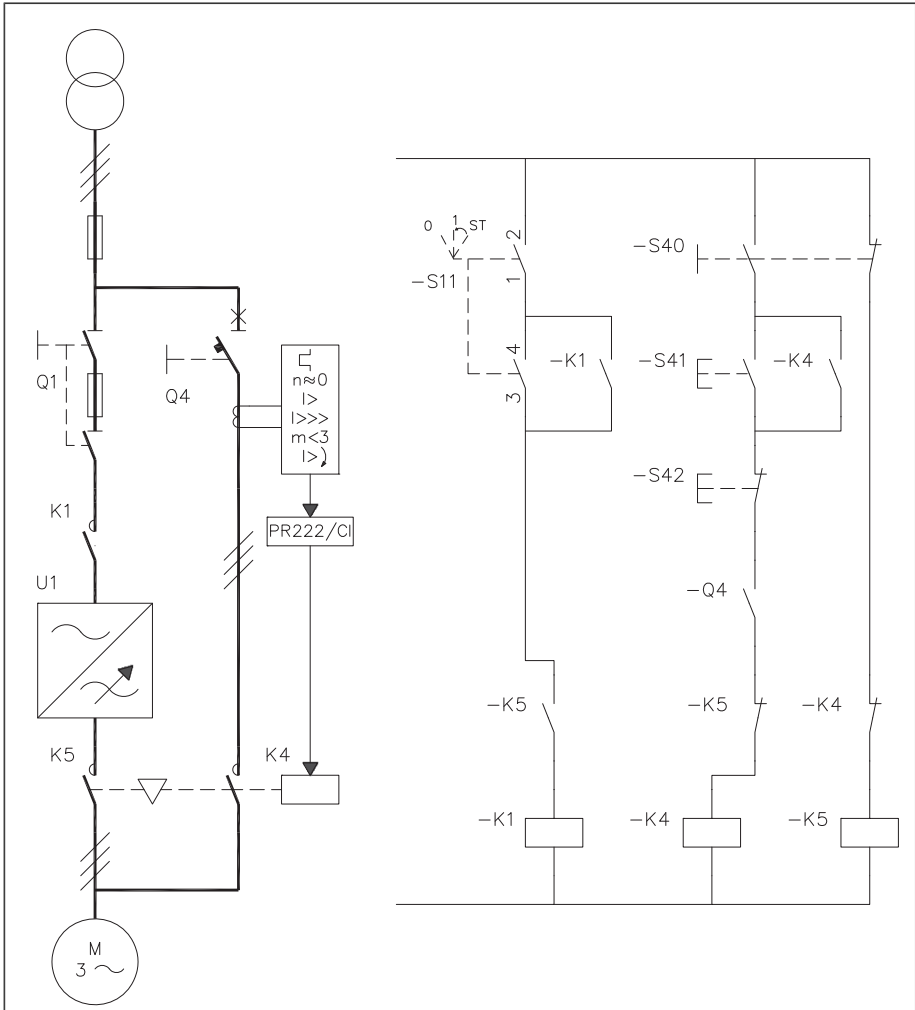 0 1 ST
2
-S11
1
4
-K1
3
-S40
-S41
-K4
-S42
-Q4
-K5
-K5
-K4
-K1
-K4
-K5
Q1
Q4
n≈0
I>
I>>>
m<3
I>
PR222/CI
K1
U1
K5
K4
M
3